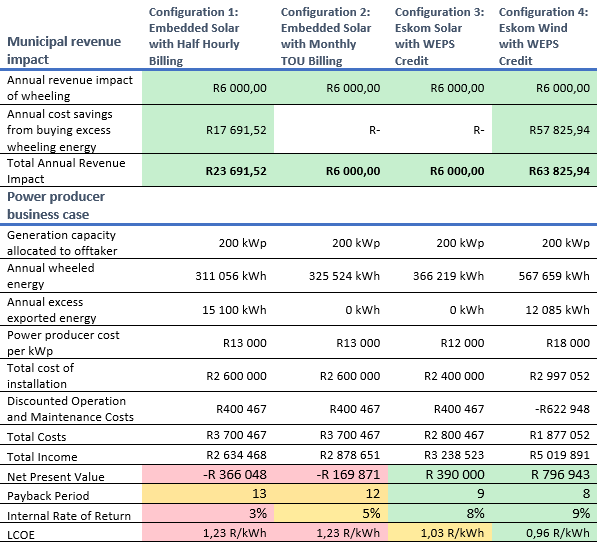 Municipal revenue impact | Configuration 1: Embedded Solar with Half Hourly Billing | Configuration 2: Embedded Solar with Monthly TOU Billing | Configuration 3: Eskom Solar with WEPS Credit | Configuration 4: Eskom Wind with WEPS Credit
Annual revenue impact of wheeling | R6 000,00 | R6 000,00 | R6 000,00 | R6 000,00
Annual cost savings from buying excess wheeling energy | R17 691,52 | R- | R- | R57 825,94
Total Annual Revenue Impact | R23 691,52 | R6 000,00 | R6 000,00 | R63 825,94
Power producer business case
Generation capacity allocated to offtaker | 200 kWp | 200 kWp | 200 kWp | 200 kWp
Annual wheeled energy | 311 056 kWh | 325 524 kWh | 366 219 kWh | 567 659 kWh
Annual excess exported energy | 15 100 kWh | 0 kWh | 0 kWh | 12 085 kWh
Power producer cost per kWp | R13 000 | R13 000 | R12 000 | R18 000
Total cost of installation | R2 600 000 | R2 600 000 | R2 400 000 | R2 997 052
Discounted Operation and Maintenance Costs | R400 467 | R400 467 | R400 467 | -R622 948
Total Costs | R3 700 467 | R3 700 467 | R2 800 467 | R1 877 052
Total Income | R2 634 468 | R2 878 651 | R3 238 523 | R5 019 891
Net Present Value | -R 366 048 | -R 169 871 | R 390 000 | R 796 943
Payback Period | 13 | 12 | 9 | 8
Internal Rate of Return | 3% | 5% | 8% | 9%
LCOE | 1,23 R/kWh | 1,23 R/kWh | 1,03 R/kWh | 0,96 R/kWh